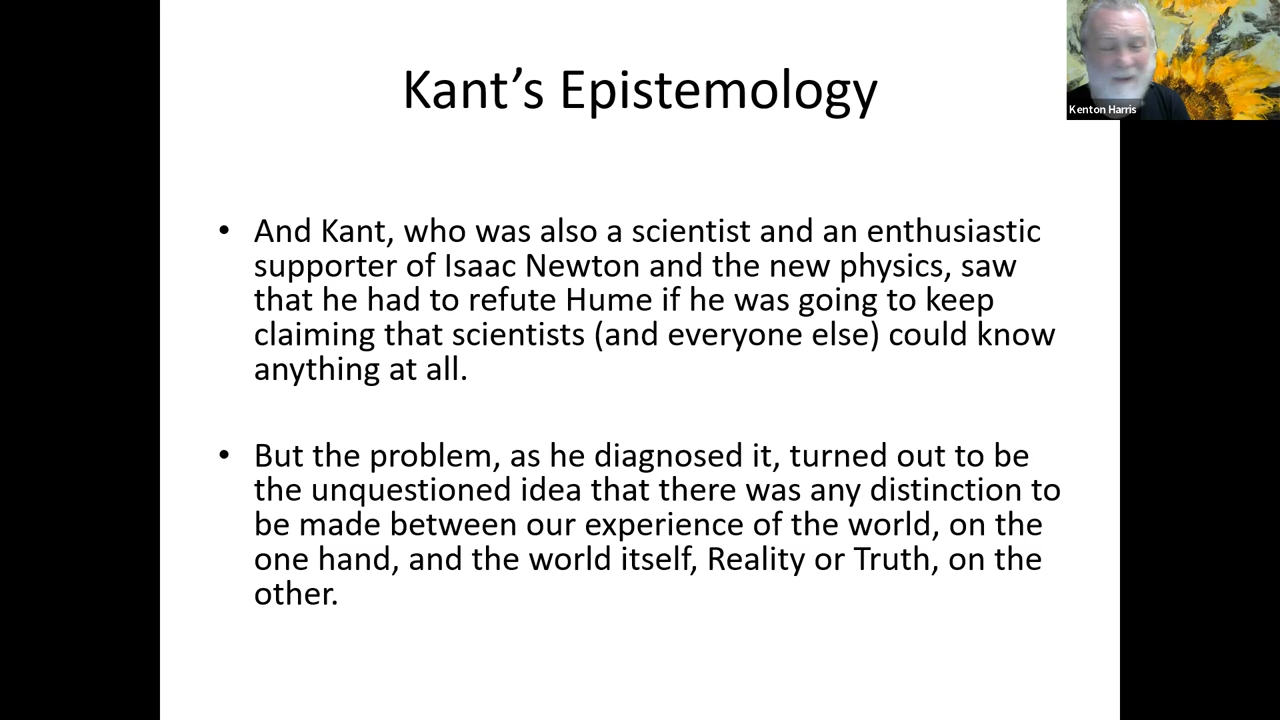 Kant’s Epistemology
Kenton Harris
• And Kant, who was also a scientist and an enthusiastic
supporter of Isaac Newton and the new physics, saw
that he had to refute Hume if he was going to keep
claiming that scientists (and everyone else) could know
anything at all.
• But the problem, as he diagnosed it, turned out to be
the unquestioned idea that there was any distinction to
be made between our experience of the world, on the
one hand, and the world itself, Reality or Truth, on the
other.